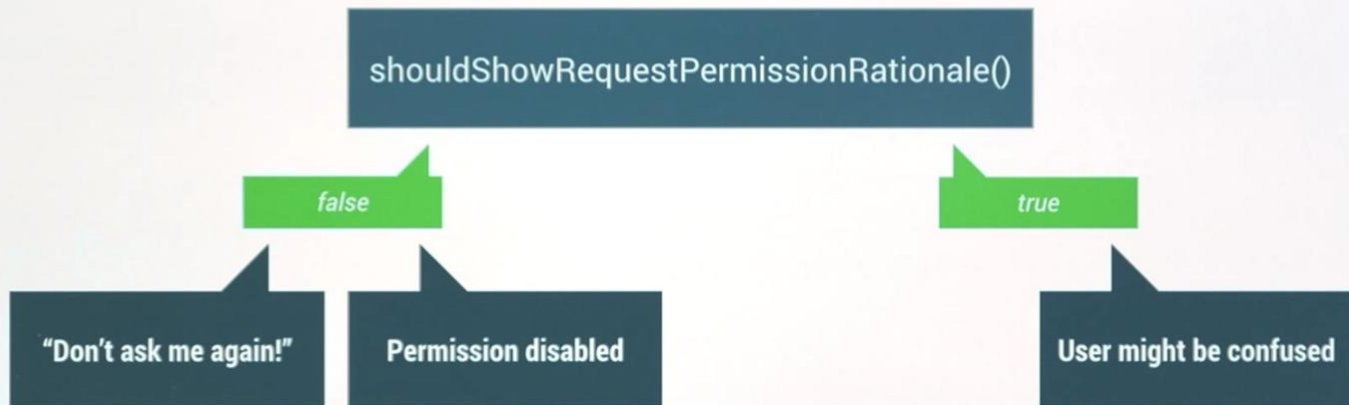 shouldShowRequestPermissionRationale()
false
true
“Don’t ask me again!”
Permission disabled
User might be confused